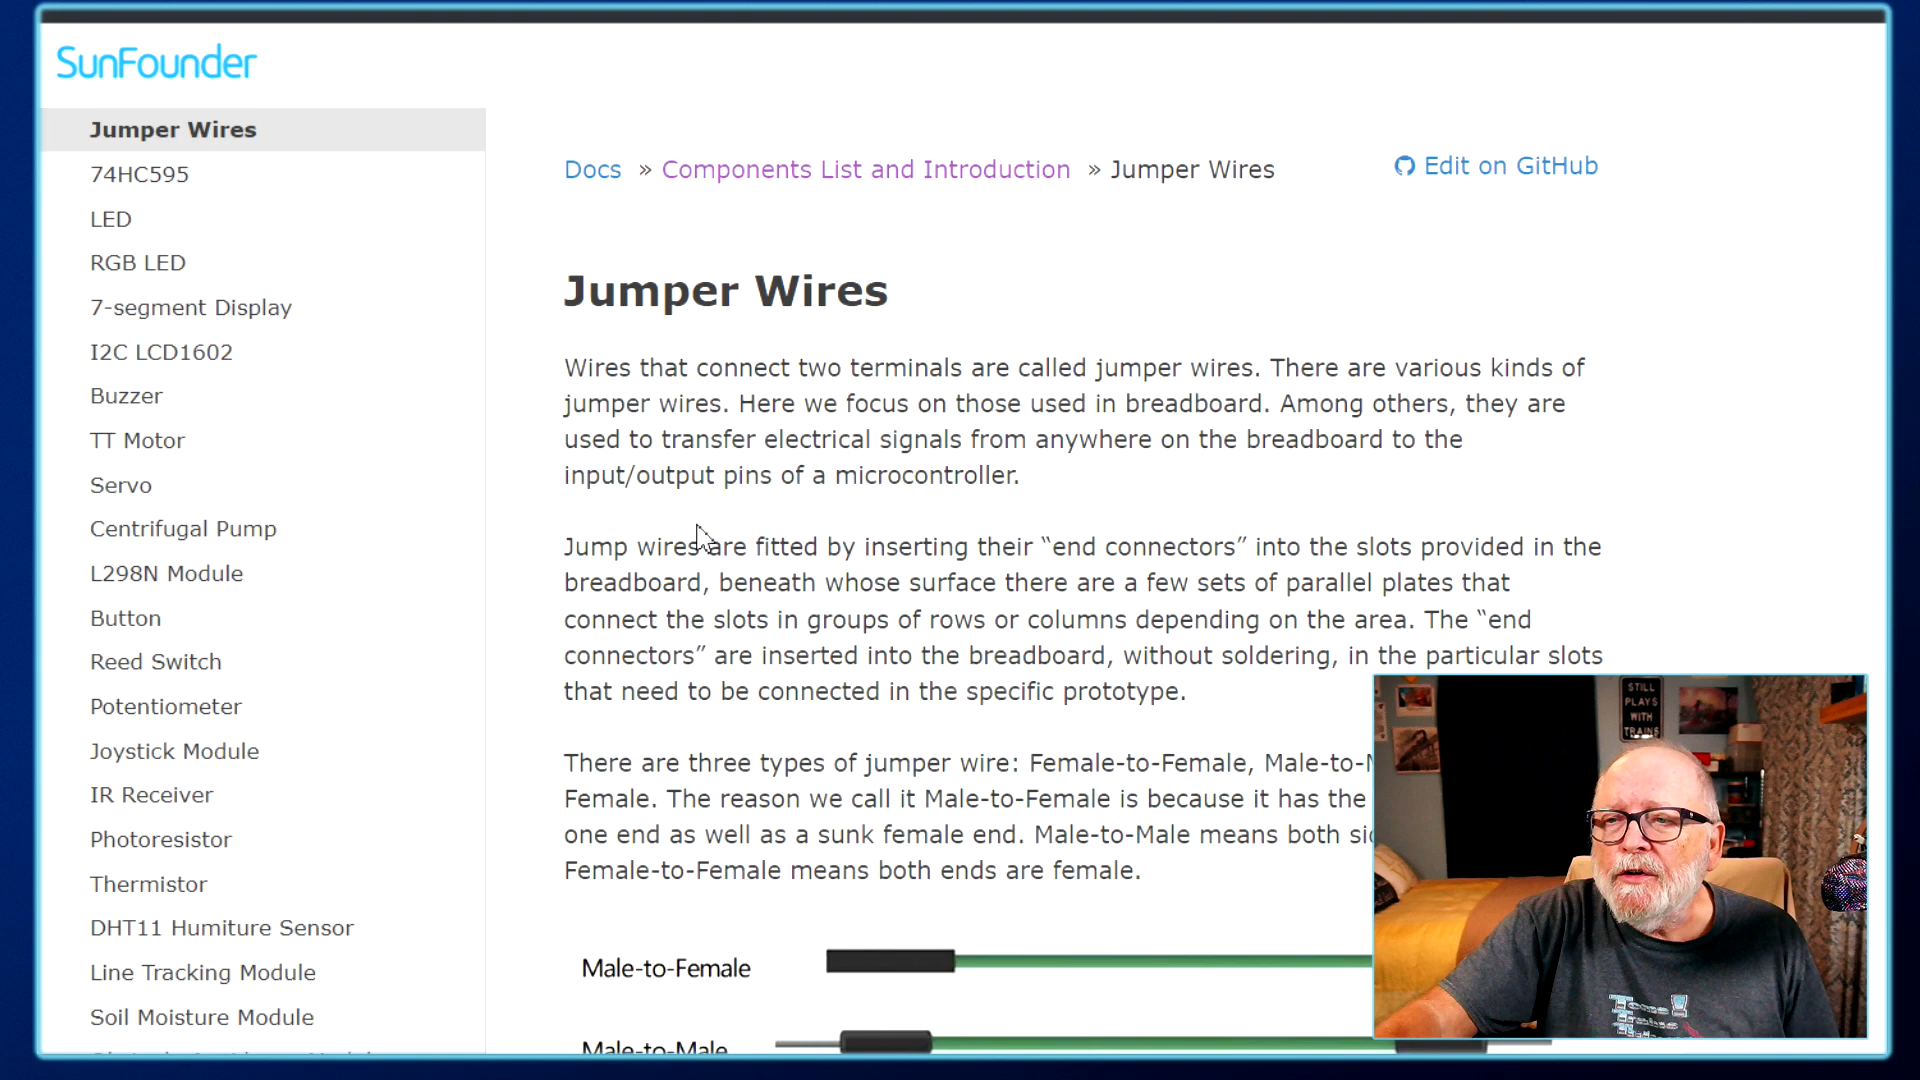 SunFounder
Jumper Wires
74HC595
LED
RGB LED
7-segment Display
I2C LCD1602
Buzzer
TT Motor
Servo
Centrifugal Pump
L298N Module
Button
Reed Switch
Potentiometer
Joystick Module
IR Receiver
Photoresistor
Thermistor
DHT11 Humiture Sensor
Line Tracking Module
Soil Moisture Module
Docs » Components List and Introduction » Jumper Wires
Edit on GitHub
Jumper Wires
Wires that connect two terminals are called jumper wires. There are various kinds of
jumper wires. Here we focus on those used in breadboard. Among others, they are
used to transfer electrical signals from anywhere on the breadboard to the
input/output pins of a microcontroller.
Jump wires are fitted by inserting their “end connectors” into the slots provided in the
breadboard, beneath whose surface there are a few sets of parallel plates that
connect the slots in groups of rows or columns depending on the area. The “end
connectors” are inserted into the breadboard, without soldering, in the particular slots
that need to be connected in the specific prototype.
There are three types of jumper wire: Female-to-Female, Male-to-M
Female. The reason we call it Male-to-Female is because it has the
one end as well as a sunk female end. Male-to-Male means both si
Female-to-Female means both ends are female.
Male-to-Female
Male-to-Male
STILL
PLAYS
WITH
TRAINS